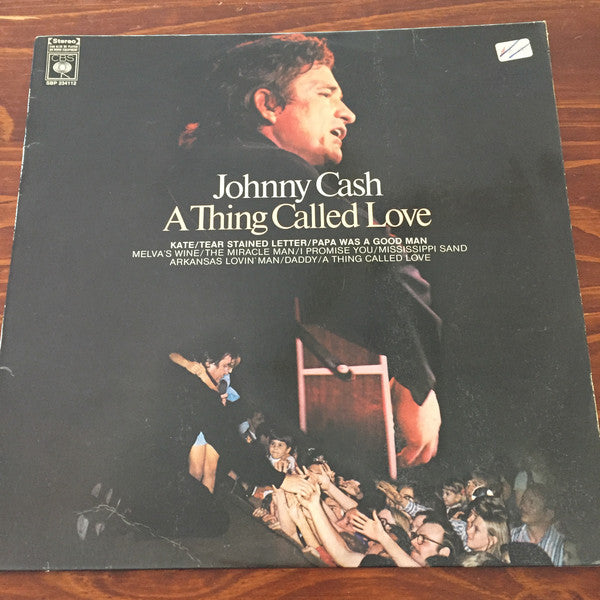 Stereo
CBS
SBP 234112
Johnny Cash
A Thing Called Love
KATE/TEAR STAINED LETTER/PAPA WAS A GOOD MAN
MELVA'S WINE/THE MIRACLE MAN/I PROMISE YOU/MISSISSIPPI SAND
ARKANSAS LOVIN' MAN/DADDY/A THING CALLED LOVE